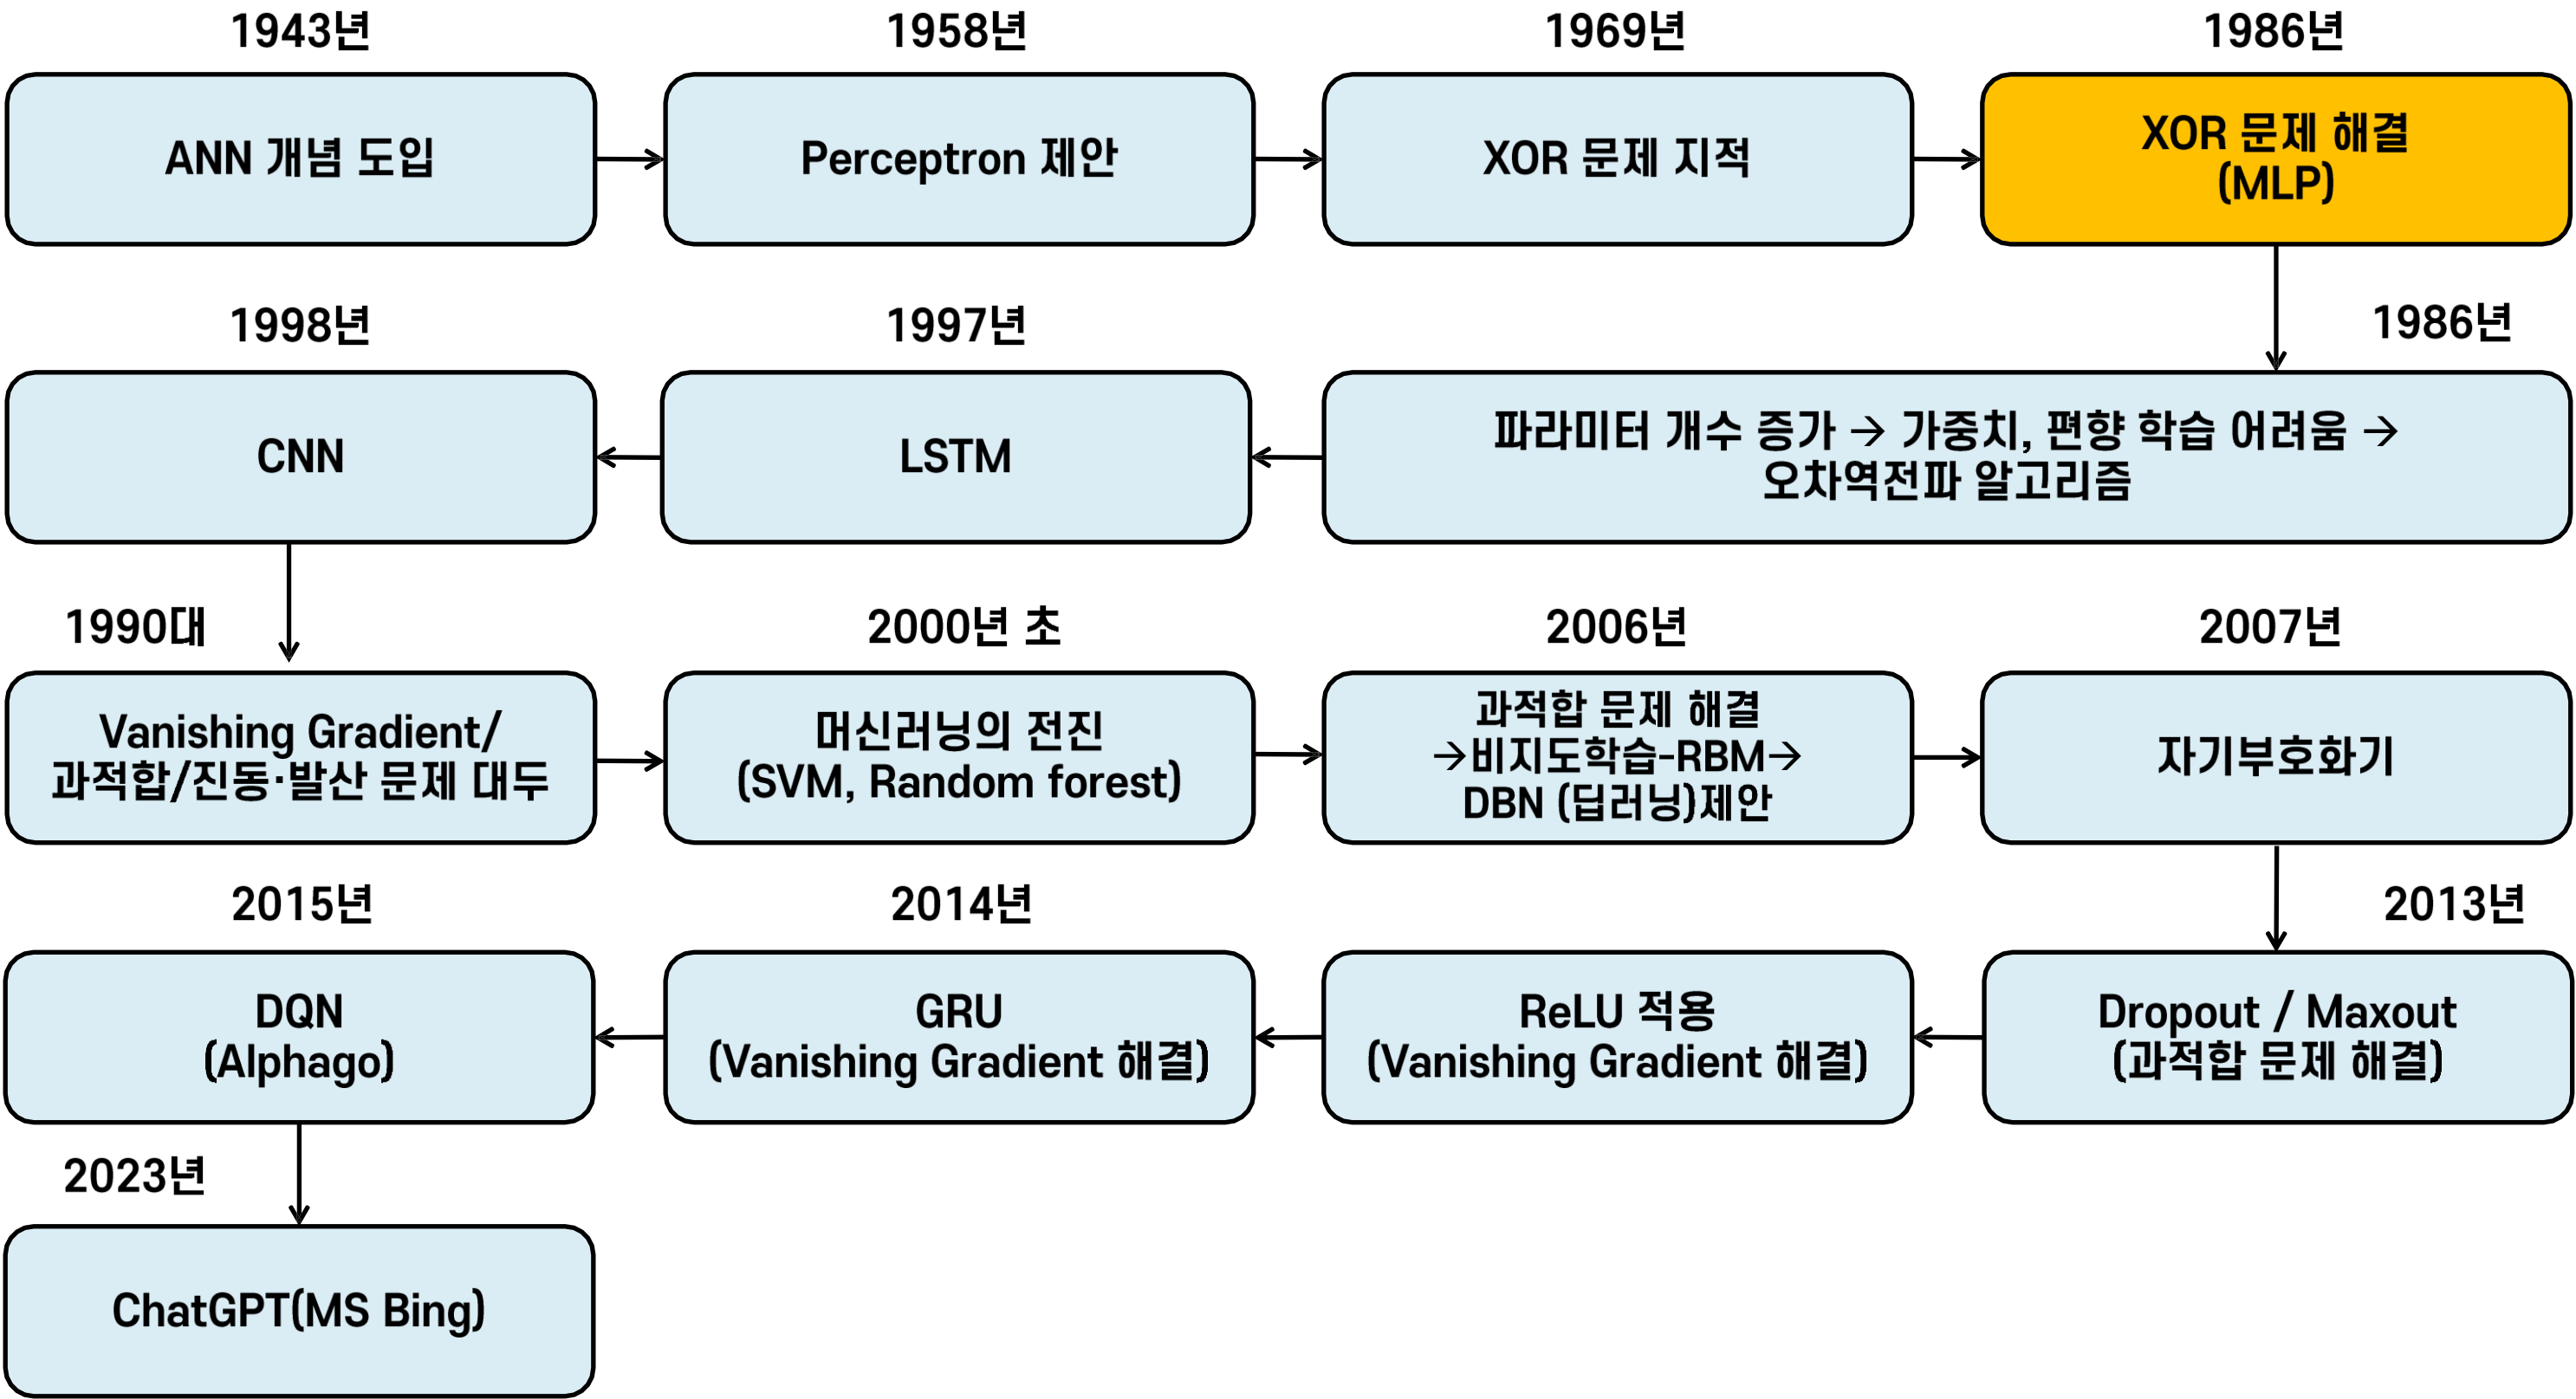 1943년
ANN 개념 도입
1958년
Perceptron 제안
1969년
XOR 문제 지적
1986년
XOR 문제 해결
(MLP)
1986년
파라미터 개수 증가 → 가중치, 편향 학습 어려움 →
오차역전파 알고리즘
1997년
LSTM
1998년
CNN
1990대
Vanishing Gradient/
과적합/진동·발산 문제 대두
2000년 초
머신러닝의 전진
(SVM, Random forest)
2006년
과적합 문제 해결
→비지도학습-RBM→
DBN (딥러닝)제안
2007년
자기부호화기
2013년
Dropout / Maxout
(과적합 문제 해결)
ReLU 적용
(Vanishing Gradient 해결)
2014년
GRU
(Vanishing Gradient 해결)
2015년
DQN
(Alphago)
2023년
ChatGPT(MS Bing)